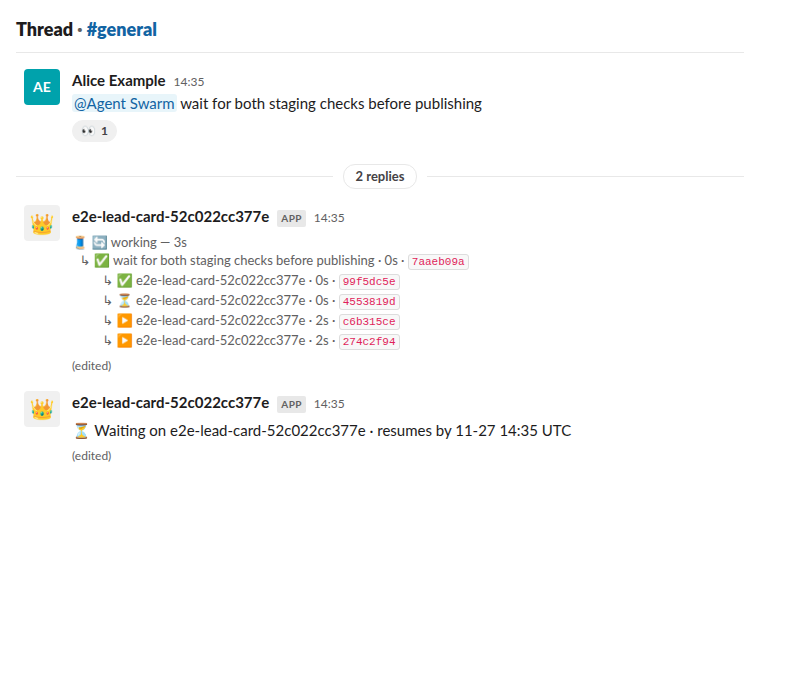 Thread • #general
AE
Alice Example 14:35
@Agent Swarm wait for both staging checks before publishing
👀 1
2 replies
e2e-lead-card-52c022cc377e APP 14:35
🧵 🔄 working — 3s
↳ ✅ wait for both staging checks before publishing · 0s · 7aaeb09a
↳ ✅ e2e-lead-card-52c022cc377e · 0s · 99f5dc5e
↳ ⏳ e2e-lead-card-52c022cc377e · 0s · 4553819d
↳ ▶️ e2e-lead-card-52c022cc377e · 2s · c6b315ce
↳ ▶️ e2e-lead-card-52c022cc377e · 2s · 274c2f94
(edited)
e2e-lead-card-52c022cc377e APP 14:35
⏳ Waiting on e2e-lead-card-52c022cc377e · resumes by 11-27 14:35 UTC
(edited)